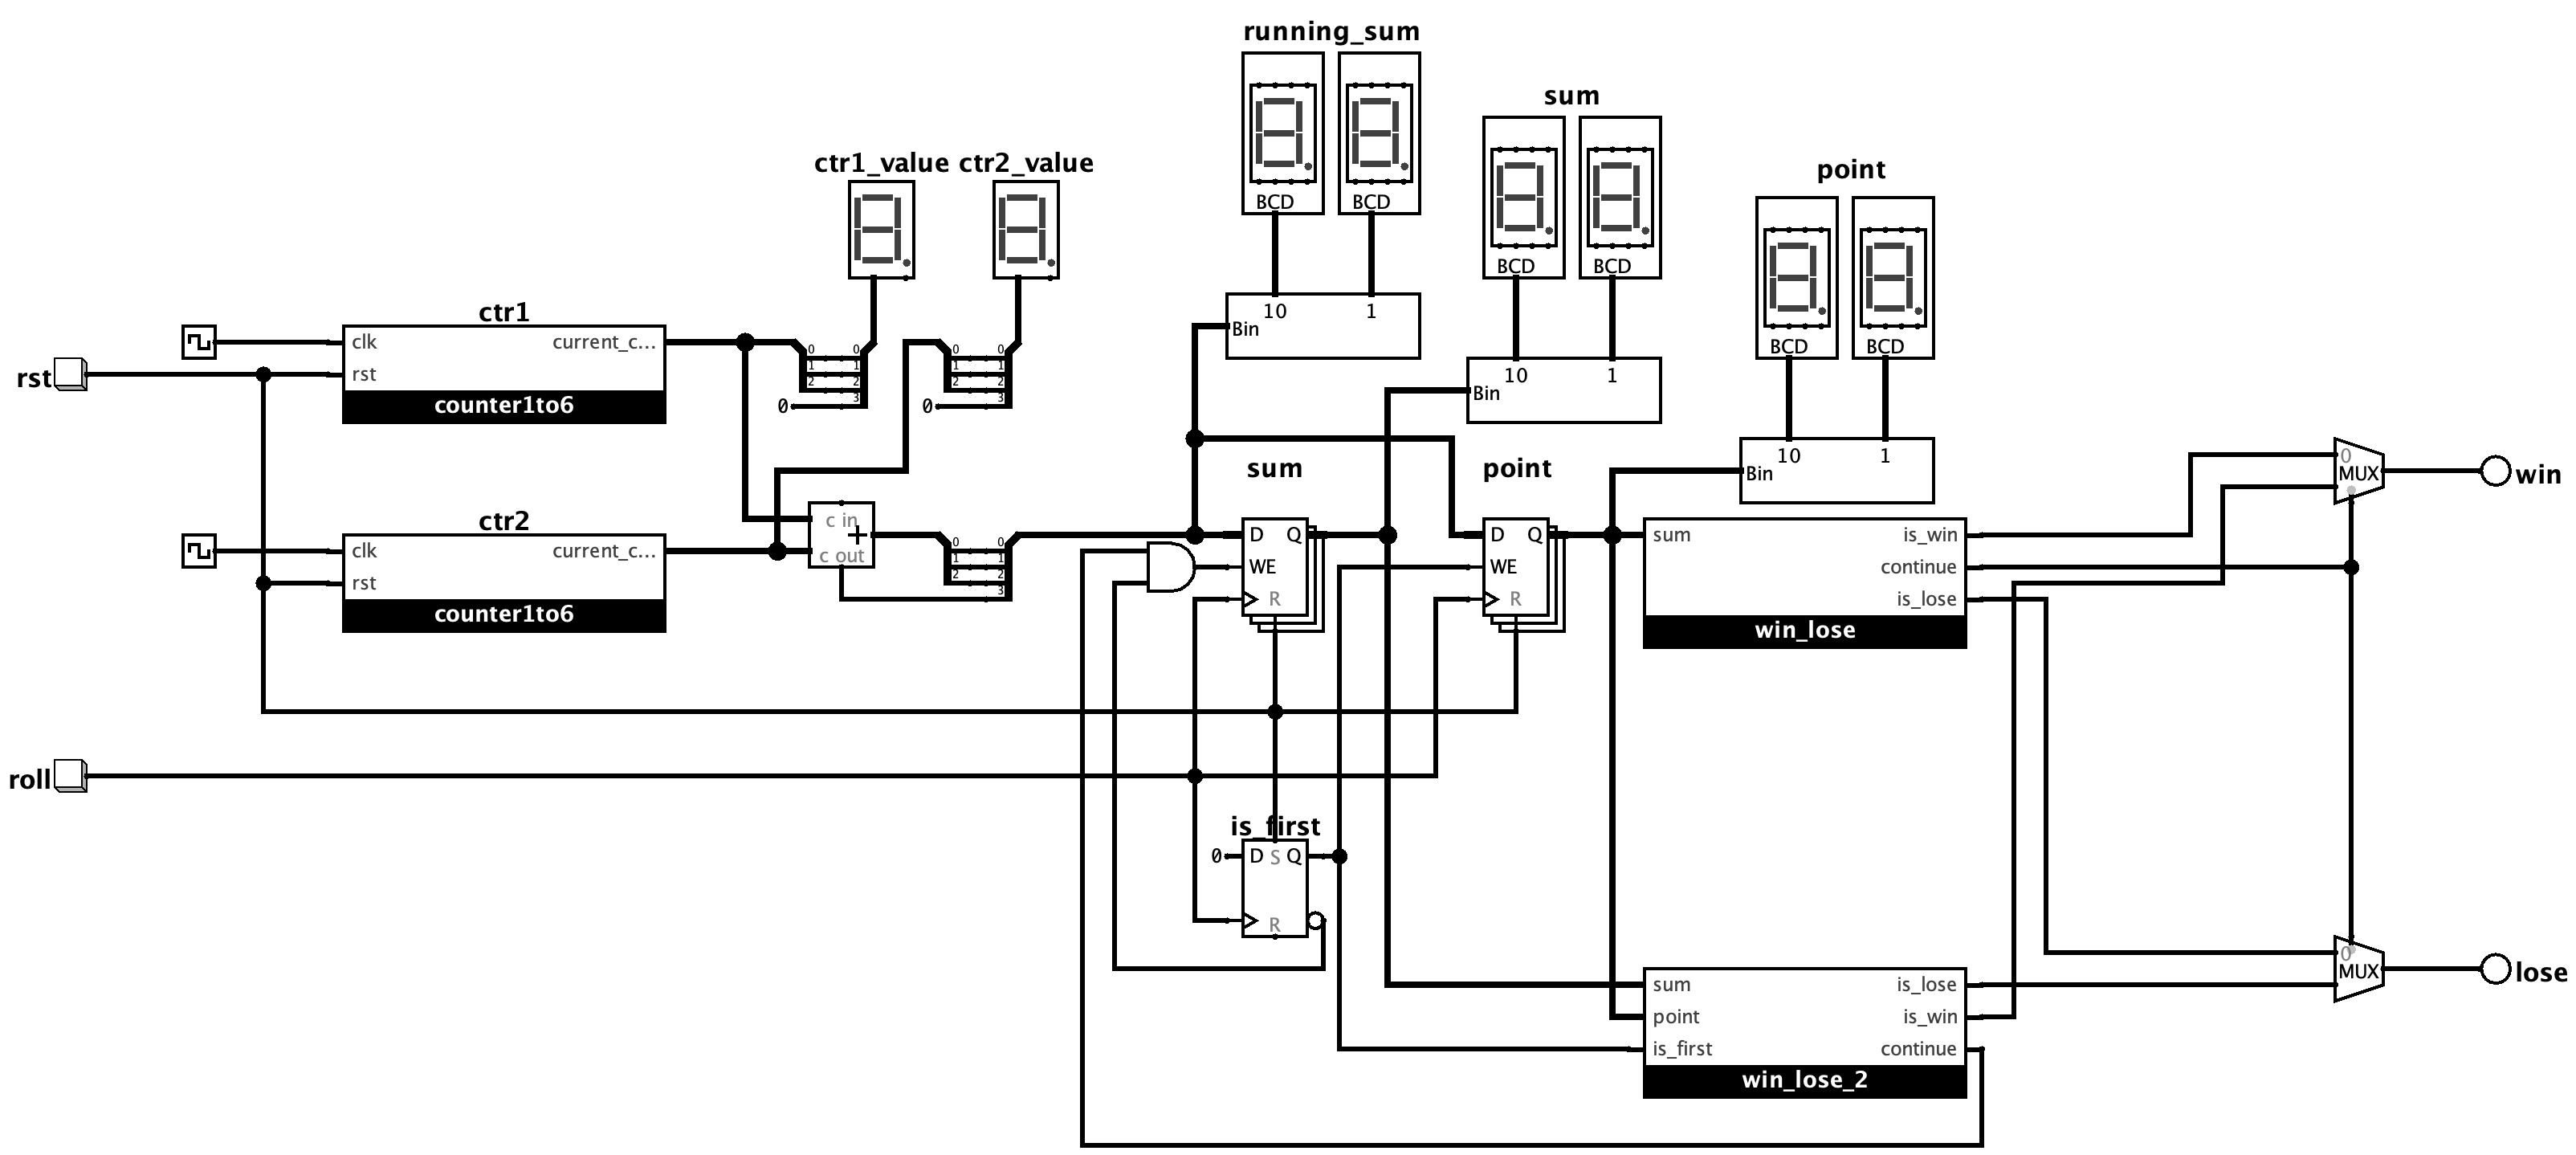 running_sum
BCD BCD
10 1
Bin
sum
BCD BCD
10 1
Bin
point
BCD BCD
10 1
Bin
ctr1_value ctr2_value
0 0
1 1
2 2
0 3
0 0
1 1
2 2
0 3
rst
roll
ctr1
clk current_c...
rst
counter1to6
ctr2
clk current_c...
rst
counter1to6
c in
+
c out
0 0
1 1
2 2
3
sum
D Q
WE
R
point
D Q
WE
R
is_first
0 D S Q
R
sum is_win
continue
is_lose
win_lose
sum is_lose
point is_win
is_first continue
win_lose_2
0
MUX
win
0
MUX
lose